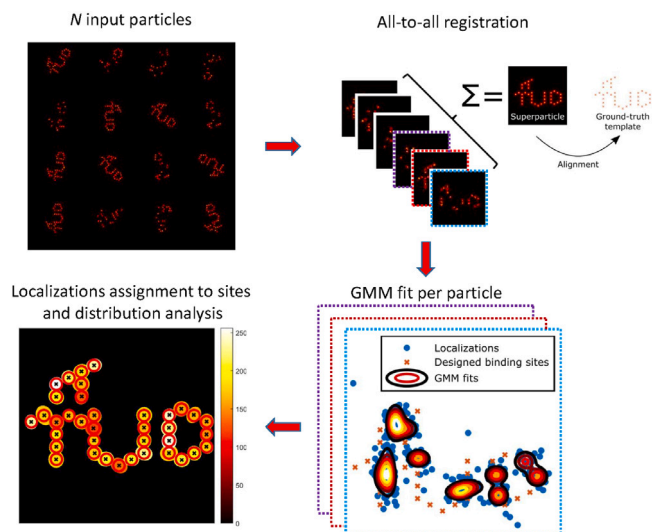 N input particles
All-to-all registration
Σ=
Superparticle
Ground-truth
template
Alignment
Localizations assignment to sites
and distribution analysis
GMM fit per particle
Localizations
Designed binding sites
GMM fits
250
200
150
100
50
0